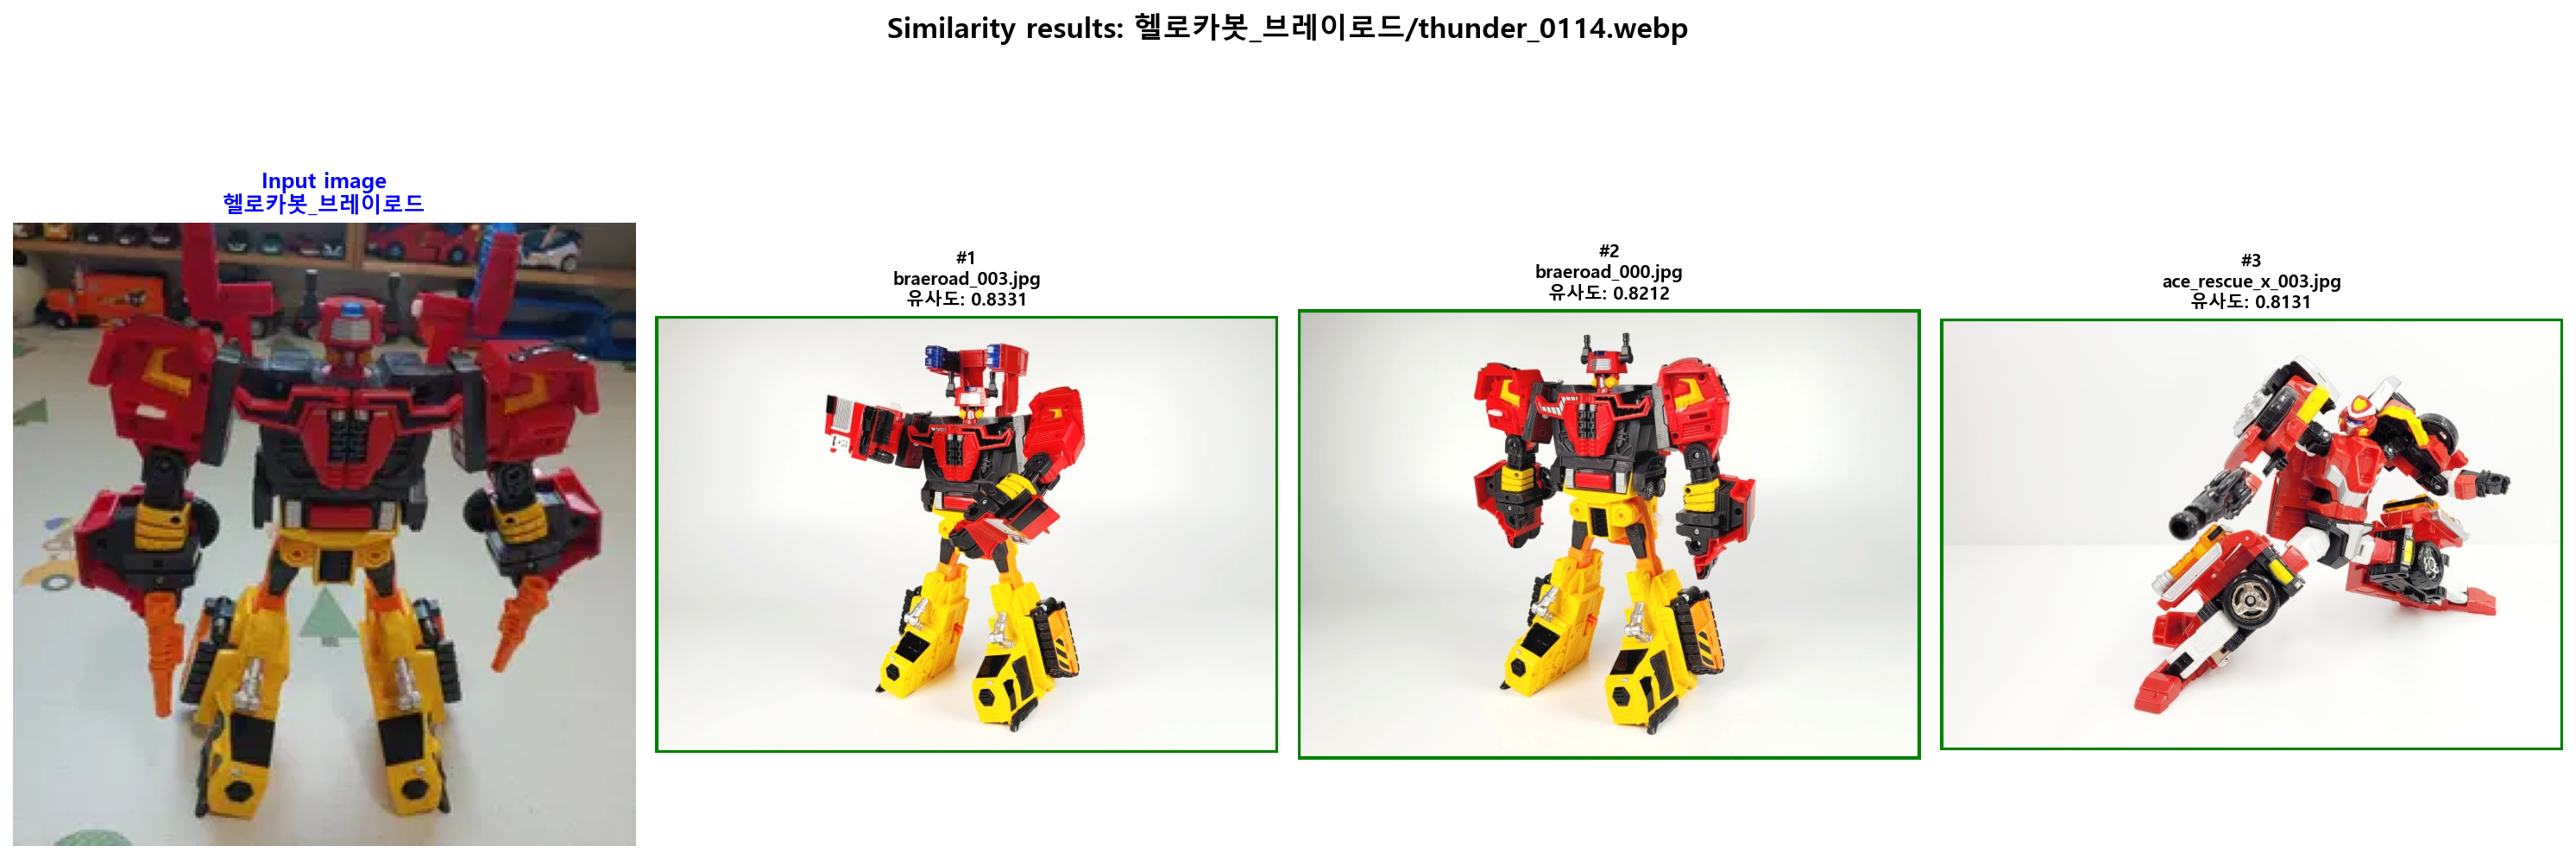 Similarity results: 헬로카봇_브레이로드/thunder_0114.webp
Input image
헬로카봇_브레이로드
#1
braeroad_003.jpg
유사도: 0.8331
#2
braeroad_000.jpg
유사도: 0.8212
#3
ace_rescue_x_003.jpg
유사도: 0.8131